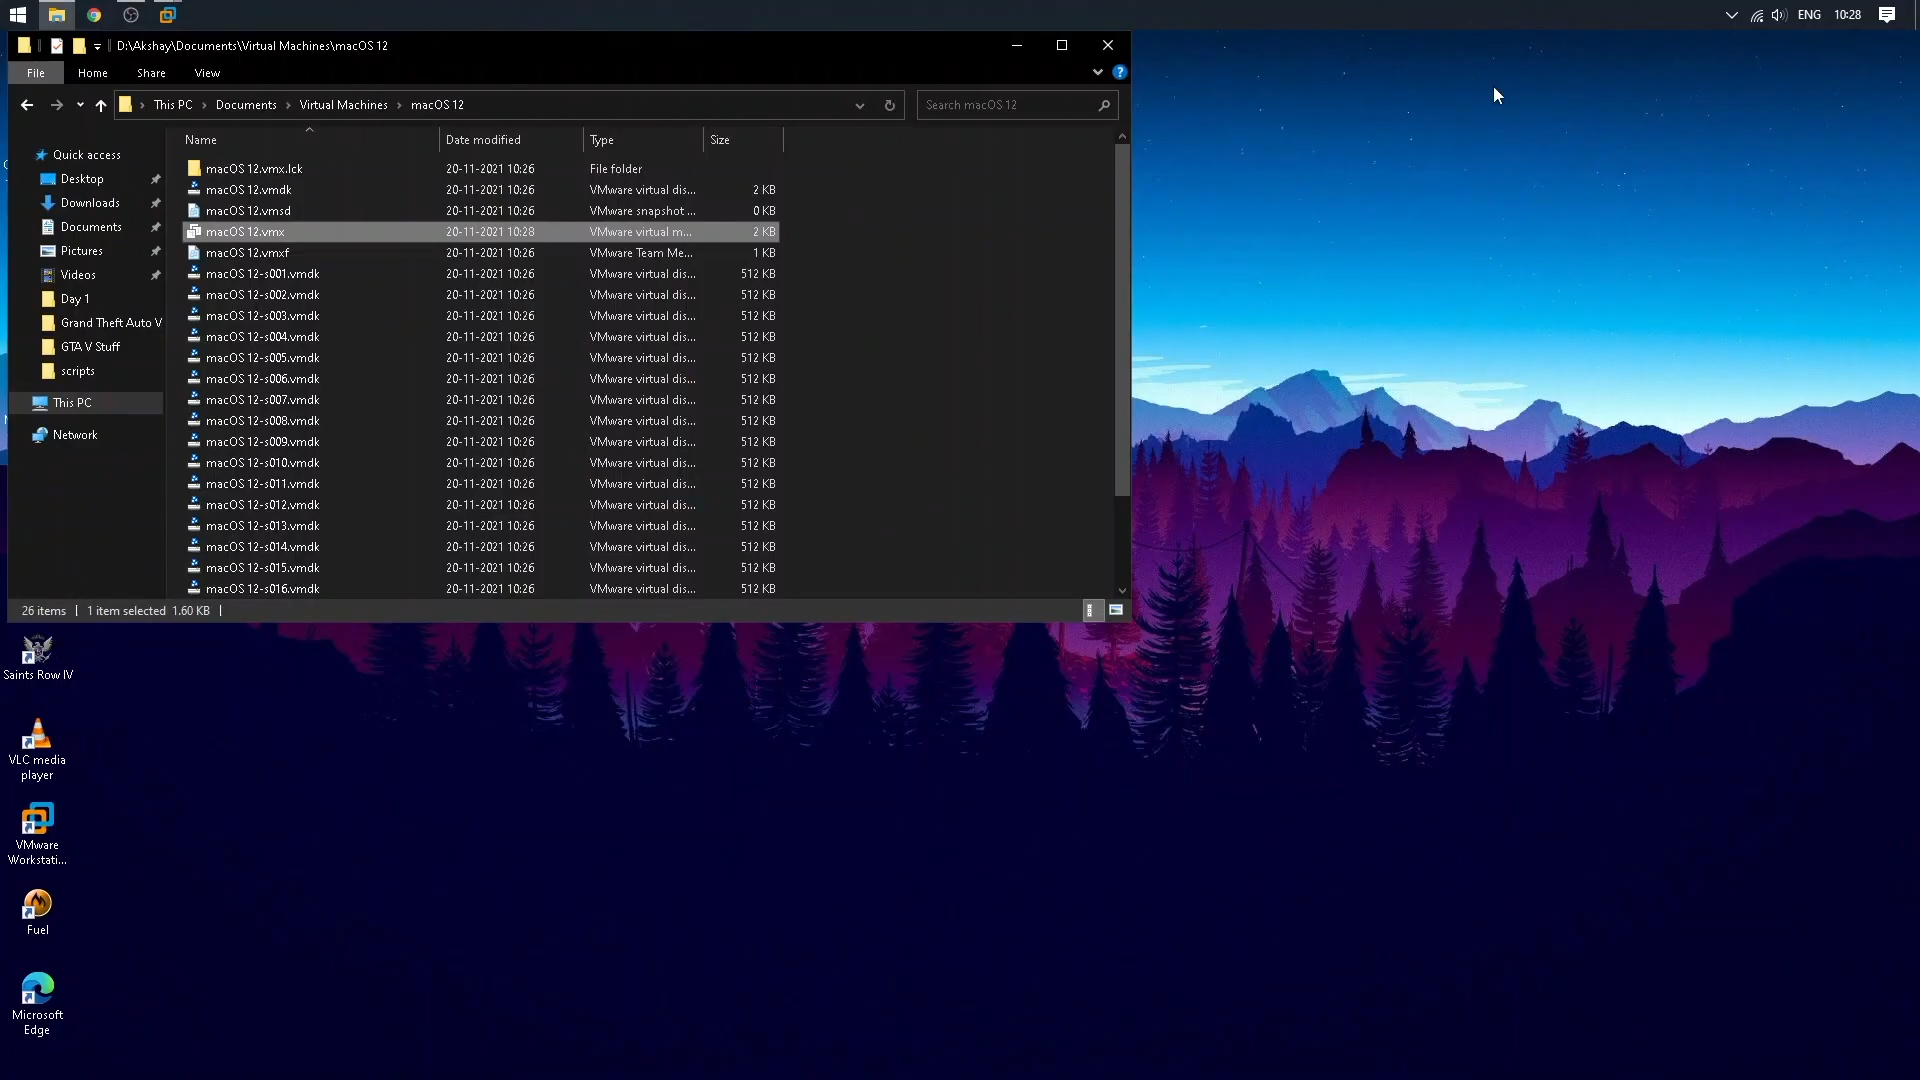 ENG 10:28
D:\Akshay\Documents\Virtual Machines\macOS 12
File Home Share View
This PC Documents Virtual Machines macOS 12
Search macOS 12
Name Date modified Type Size
Quick access
Desktop
Downloads
Documents
Pictures
Videos
Day 1
Grand Theft Auto V
GTA V Stuff
scripts
This PC
Network
macOS 12.vmx.lck 20-11-2021 10:26 File folder
macOS 12.vmdk 20-11-2021 10:26 VMware virtual dis... 2 KB
macOS 12.vmsd 20-11-2021 10:26 VMware snapshot ... 0 KB
macOS 12.vmx 20-11-2021 10:28 VMware virtual m... 2 KB
macOS 12.vmxf 20-11-2021 10:26 VMware Team Me... 1 KB
macOS 12-s001.vmdk 20-11-2021 10:26 VMware virtual dis... 512 KB
macOS 12-s002.vmdk 20-11-2021 10:26 VMware virtual dis... 512 KB
macOS 12-s003.vmdk 20-11-2021 10:26 VMware virtual dis... 512 KB
macOS 12-s004.vmdk 20-11-2021 10:26 VMware virtual dis... 512 KB
macOS 12-s005.vmdk 20-11-2021 10:26 VMware virtual dis... 512 KB
macOS 12-s006.vmdk 20-11-2021 10:26 VMware virtual dis... 512 KB
macOS 12-s007.vmdk 20-11-2021 10:26 VMware virtual dis... 512 KB
macOS 12-s008.vmdk 20-11-2021 10:26 VMware virtual dis... 512 KB
macOS 12-s009.vmdk 20-11-2021 10:26 VMware virtual dis... 512 KB
macOS 12-s010.vmdk 20-11-2021 10:26 VMware virtual dis... 512 KB
macOS 12-s011.vmdk 20-11-2021 10:26 VMware virtual dis... 512 KB
macOS 12-s012.vmdk 20-11-2021 10:26 VMware virtual dis... 512 KB
macOS 12-s013.vmdk 20-11-2021 10:26 VMware virtual dis... 512 KB
macOS 12-s014.vmdk 20-11-2021 10:26 VMware virtual dis... 512 KB
macOS 12-s015.vmdk 20-11-2021 10:26 VMware virtual dis... 512 KB
macOS 12-s016.vmdk 20-11-2021 10:26 VMware virtual dis... 512 KB
26 items 1 item selected 1.60 KB
Saints Row IV
VLC media
player
VMware
Workstati...
Fuel
Microsoft
Edge